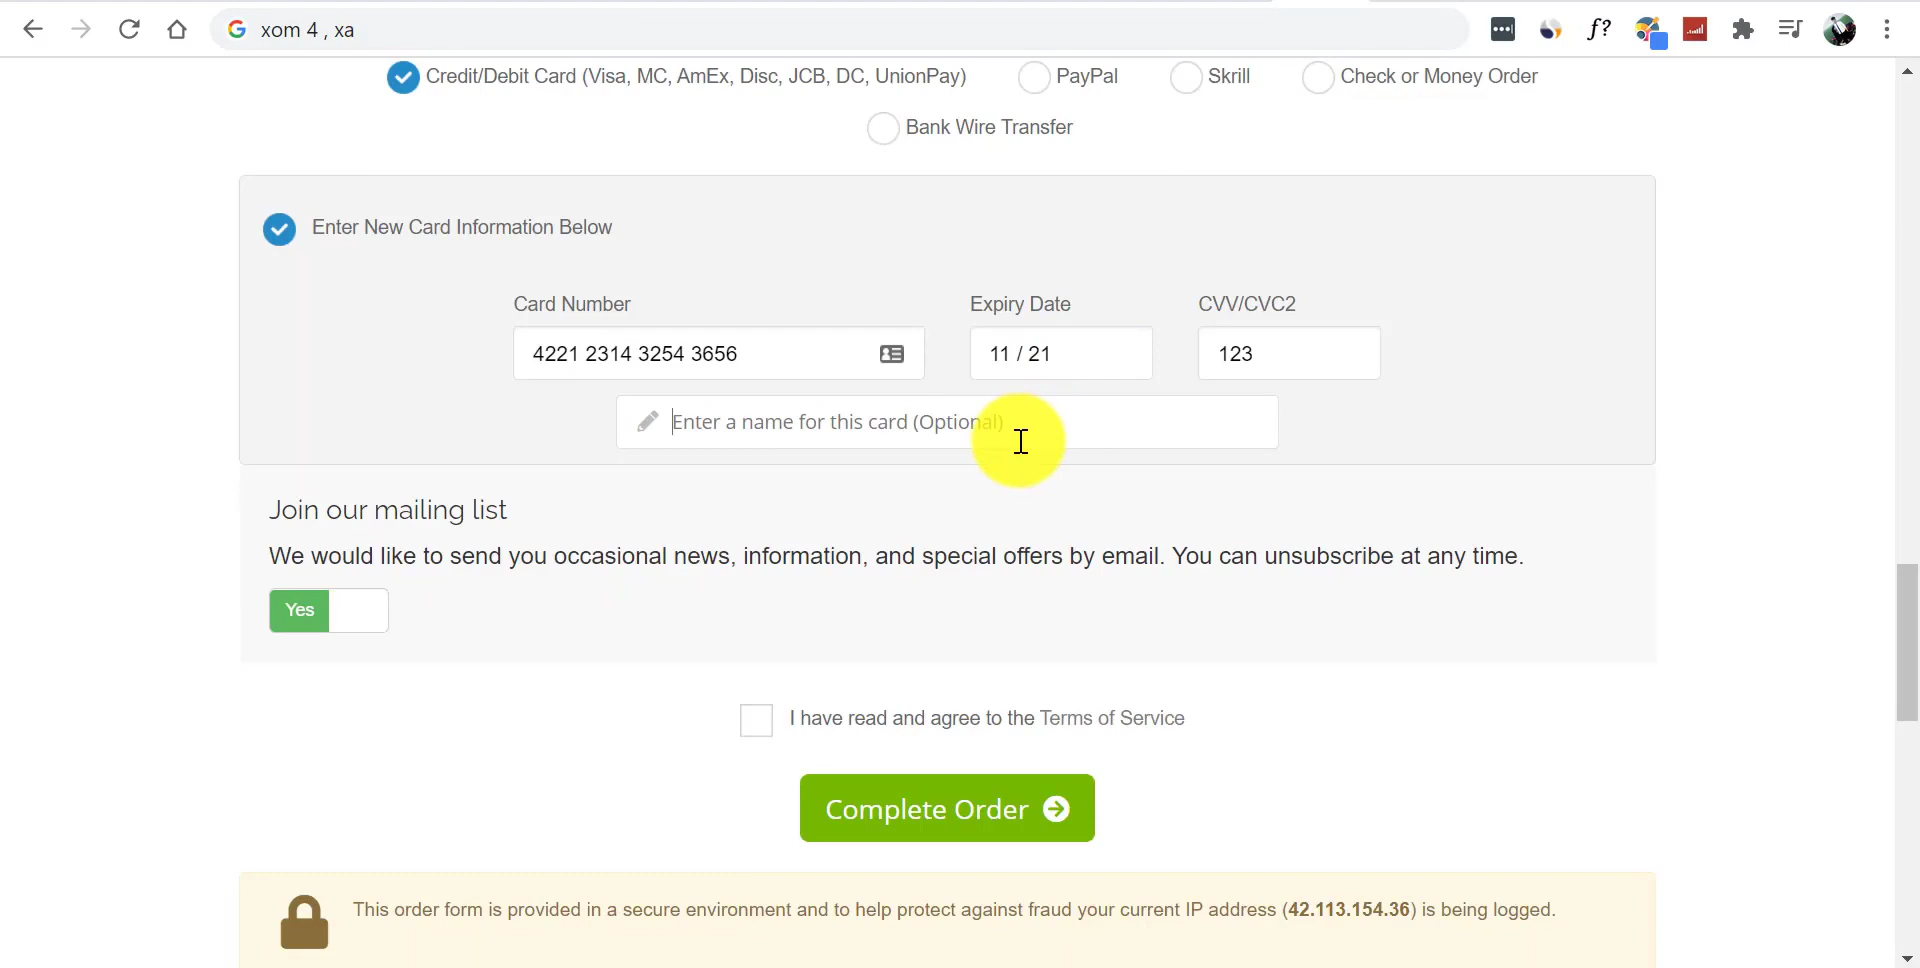 xom 4 , xa
f?
Credit/Debit Card (Visa, MC, AmEx, Disc, JCB, DC, UnionPay) PayPal Skrill Check or Money Order
Bank Wire Transfer
Enter New Card Information Below
Card Number Expiry Date CVV/CVC2
4221 2314 3254 3656 11 / 21 123
Enter a name for this card (Optional)
Join our mailing list
We would like to send you occasional news, information, and special offers by email. You can unsubscribe at any time.
Yes
I have read and agree to the Terms of Service
Complete Order
This order form is provided in a secure environment and to help protect against fraud your current IP address (42.113.154.36) is being logged.